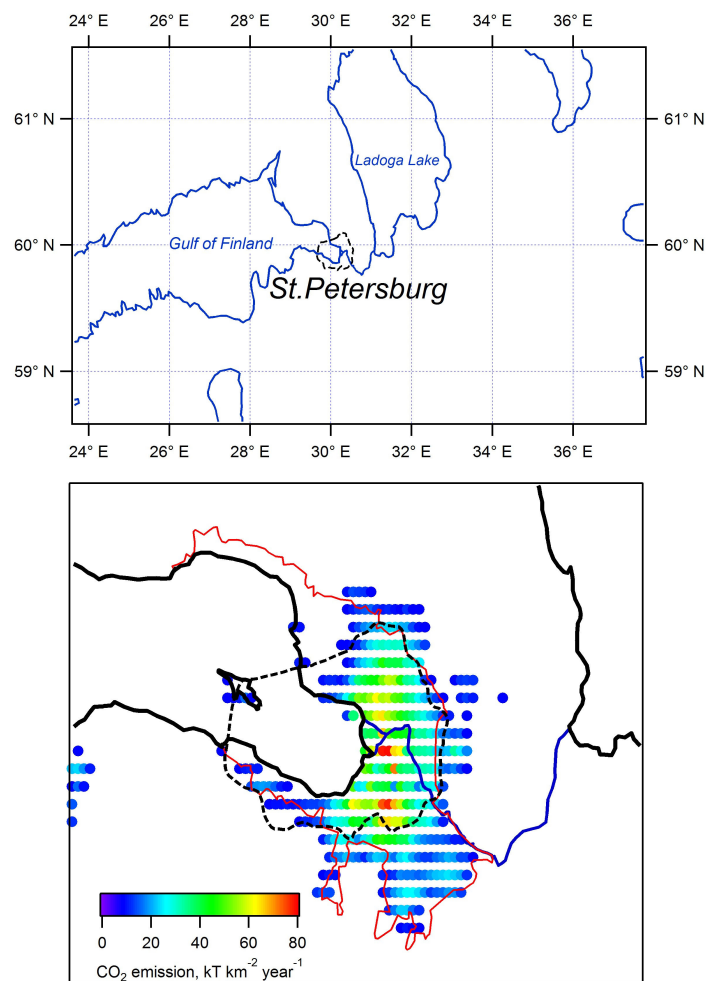 24° E 26° E 28° E 30° E 32° E 34° E 36° E
61° N 61° N
Ladoga Lake
Gulf of Finland
60° N 60° N
St.Petersburg
59° N 59° N
24° E 26° E 28° E 30° E 32° E 34° E 36° E
0 20 40 60 80
CO₂ emission, kT km⁻² year⁻¹